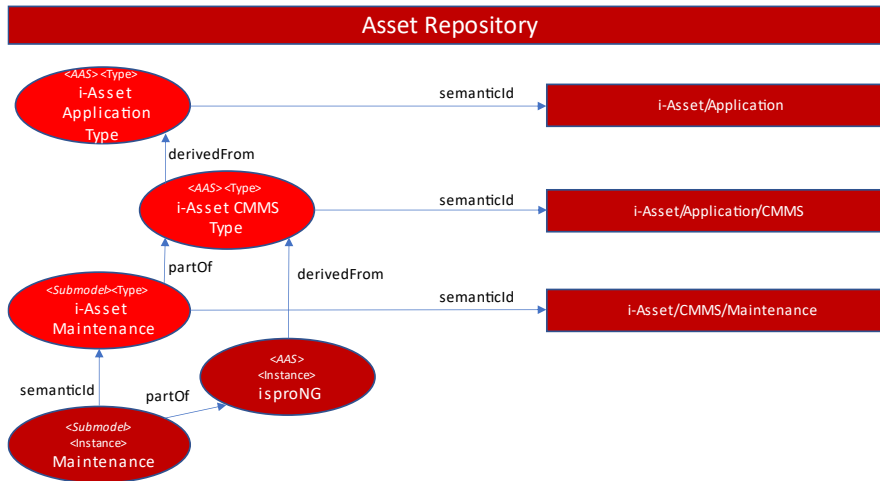 Asset Repository
<AAS> <Type>
i-Asset
Application
Type
semanticId
i-Asset/Application
derivedFrom
<AAS> <Type>
i-Asset CMMS
Type
semanticId
i-Asset/Application/CMMS
partOf
derivedFrom
<Submodel><Type>
i-Asset
Maintenance
semanticId
i-Asset/CMMS/Maintenance
<AAS>
<Instance>
isproNG
semanticId
partOf
<Submodel>
<Instance>
Maintenance